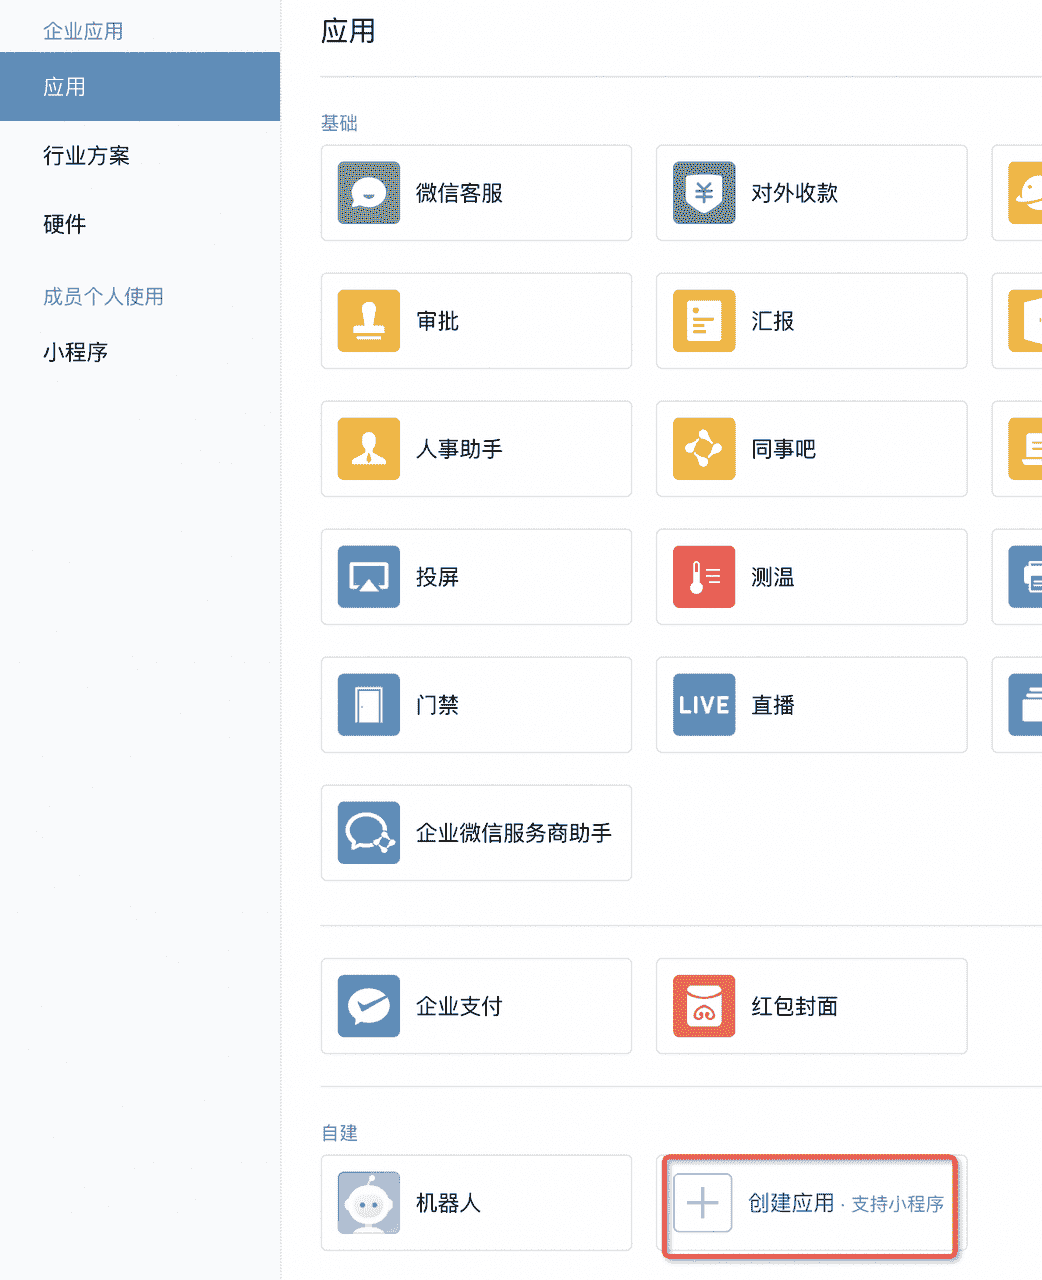 企业应用
应用
行业方案
硬件
成员个人使用
小程序
应用
基础
微信客服
对外收款
审批
汇报
人事助手
同事吧
投屏
测温
门禁
LIVE
直播
企业微信服务商助手
企业支付
红包封面
自建
机器人
创建应用 · 支持小程序